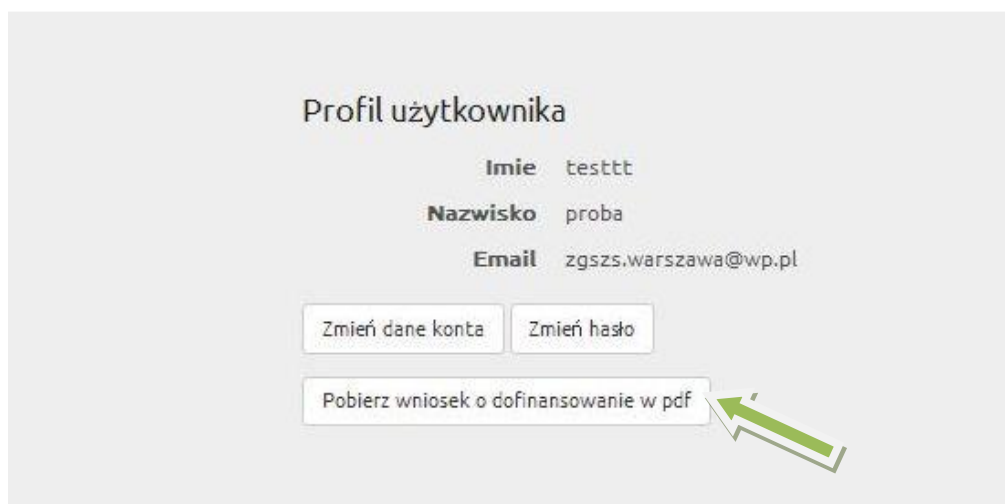 Profil użytkownika
Imie testtt
Nazwisko proba
Email zgszs.warszawa@wp.pl
Zmień dane konta Zmień hasło
Pobierz wniosek o dofinansowanie w pdf